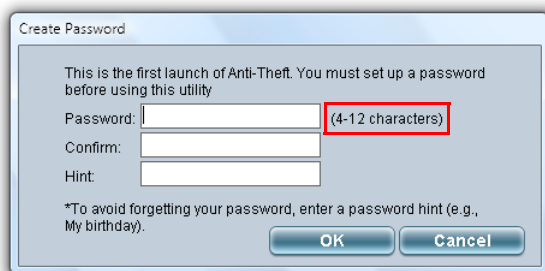 Create Password
This is the first launch of Anti-Theft. You must set up a password
before using this utility
Password: (4-12 characters)
Confirm:
Hint:
*To avoid forgetting your password, enter a password hint (e.g.,
My birthday).
OK Cancel